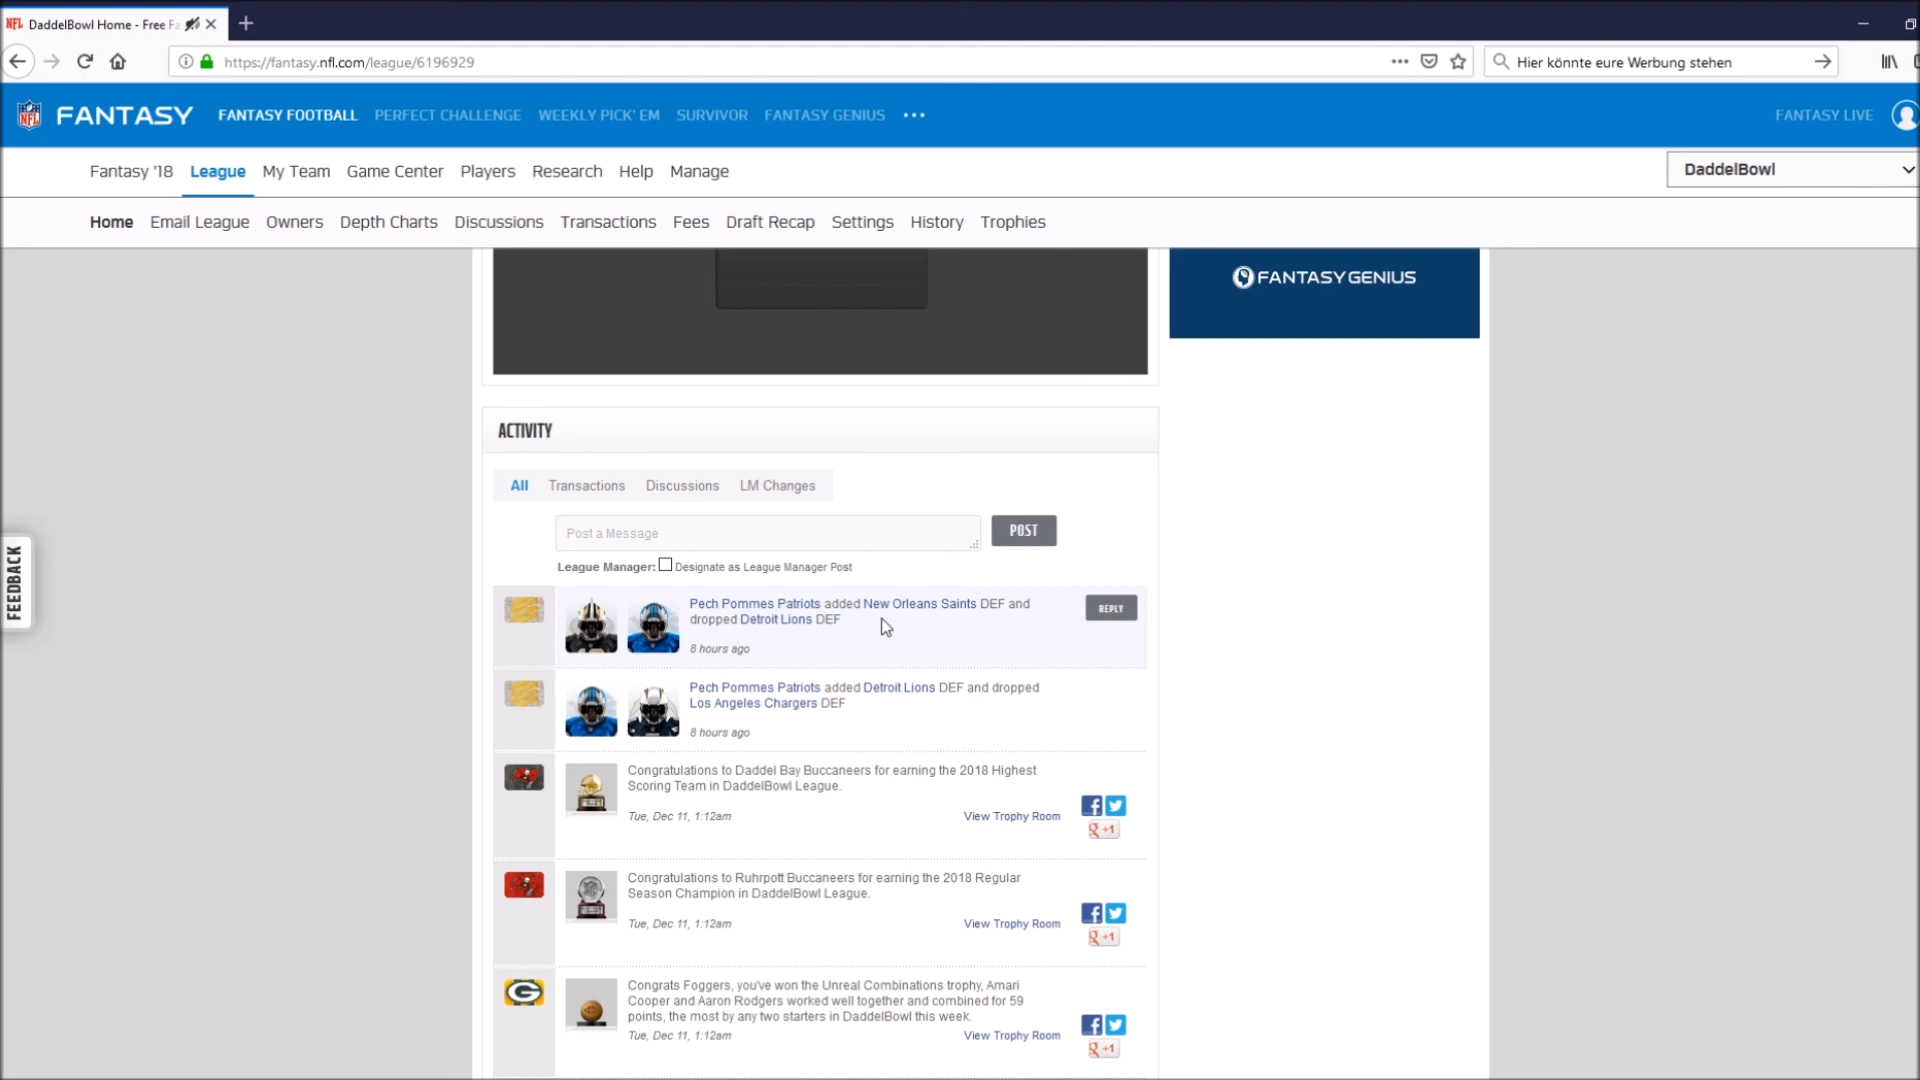 NFL DaddelBowl Home - Free Fa
https://fantasy.nfl.com/league/6196929
Hier könnte eure Werbung stehen
NFL FANTASY FANTASY FOOTBALL PERFECT CHALLENGE WEEKLY PICK' EM SURVIVOR FANTASY GENIUS ••• FANTASY LIVE
Fantasy '18 League My Team Game Center Players Research Help Manage
DaddelBowl
Home Email League Owners Depth Charts Discussions Transactions Fees Draft Recap Settings History Trophies
FANTASY GENIUS
ACTIVITY
All Transactions Discussions LM Changes
Post a Message
POST
League Manager: Designate as League Manager Post
FEEDBACK
Pech Pommes Patriots added New Orleans Saints DEF and
dropped Detroit Lions DEF
REPLY
8 hours ago
Pech Pommes Patriots added Detroit Lions DEF and dropped
Los Angeles Chargers DEF
8 hours ago
Congratulations to Daddel Bay Buccaneers for earning the 2018 Highest
Scoring Team in DaddelBowl League.
Tue, Dec 11, 1:12am View Trophy Room
g +1
Congratulations to Ruhrpott Buccaneers for earning the 2018 Regular
Season Champion in DaddelBowl League.
Tue, Dec 11, 1:12am View Trophy Room
g +1
Congrats Foggers, you've won the Unreal Combinations trophy, Amari
Cooper and Aaron Rodgers worked well together and combined for 59
points, the most by any two starters in DaddelBowl this week.
Tue, Dec 11, 1:12am View Trophy Room
g +1